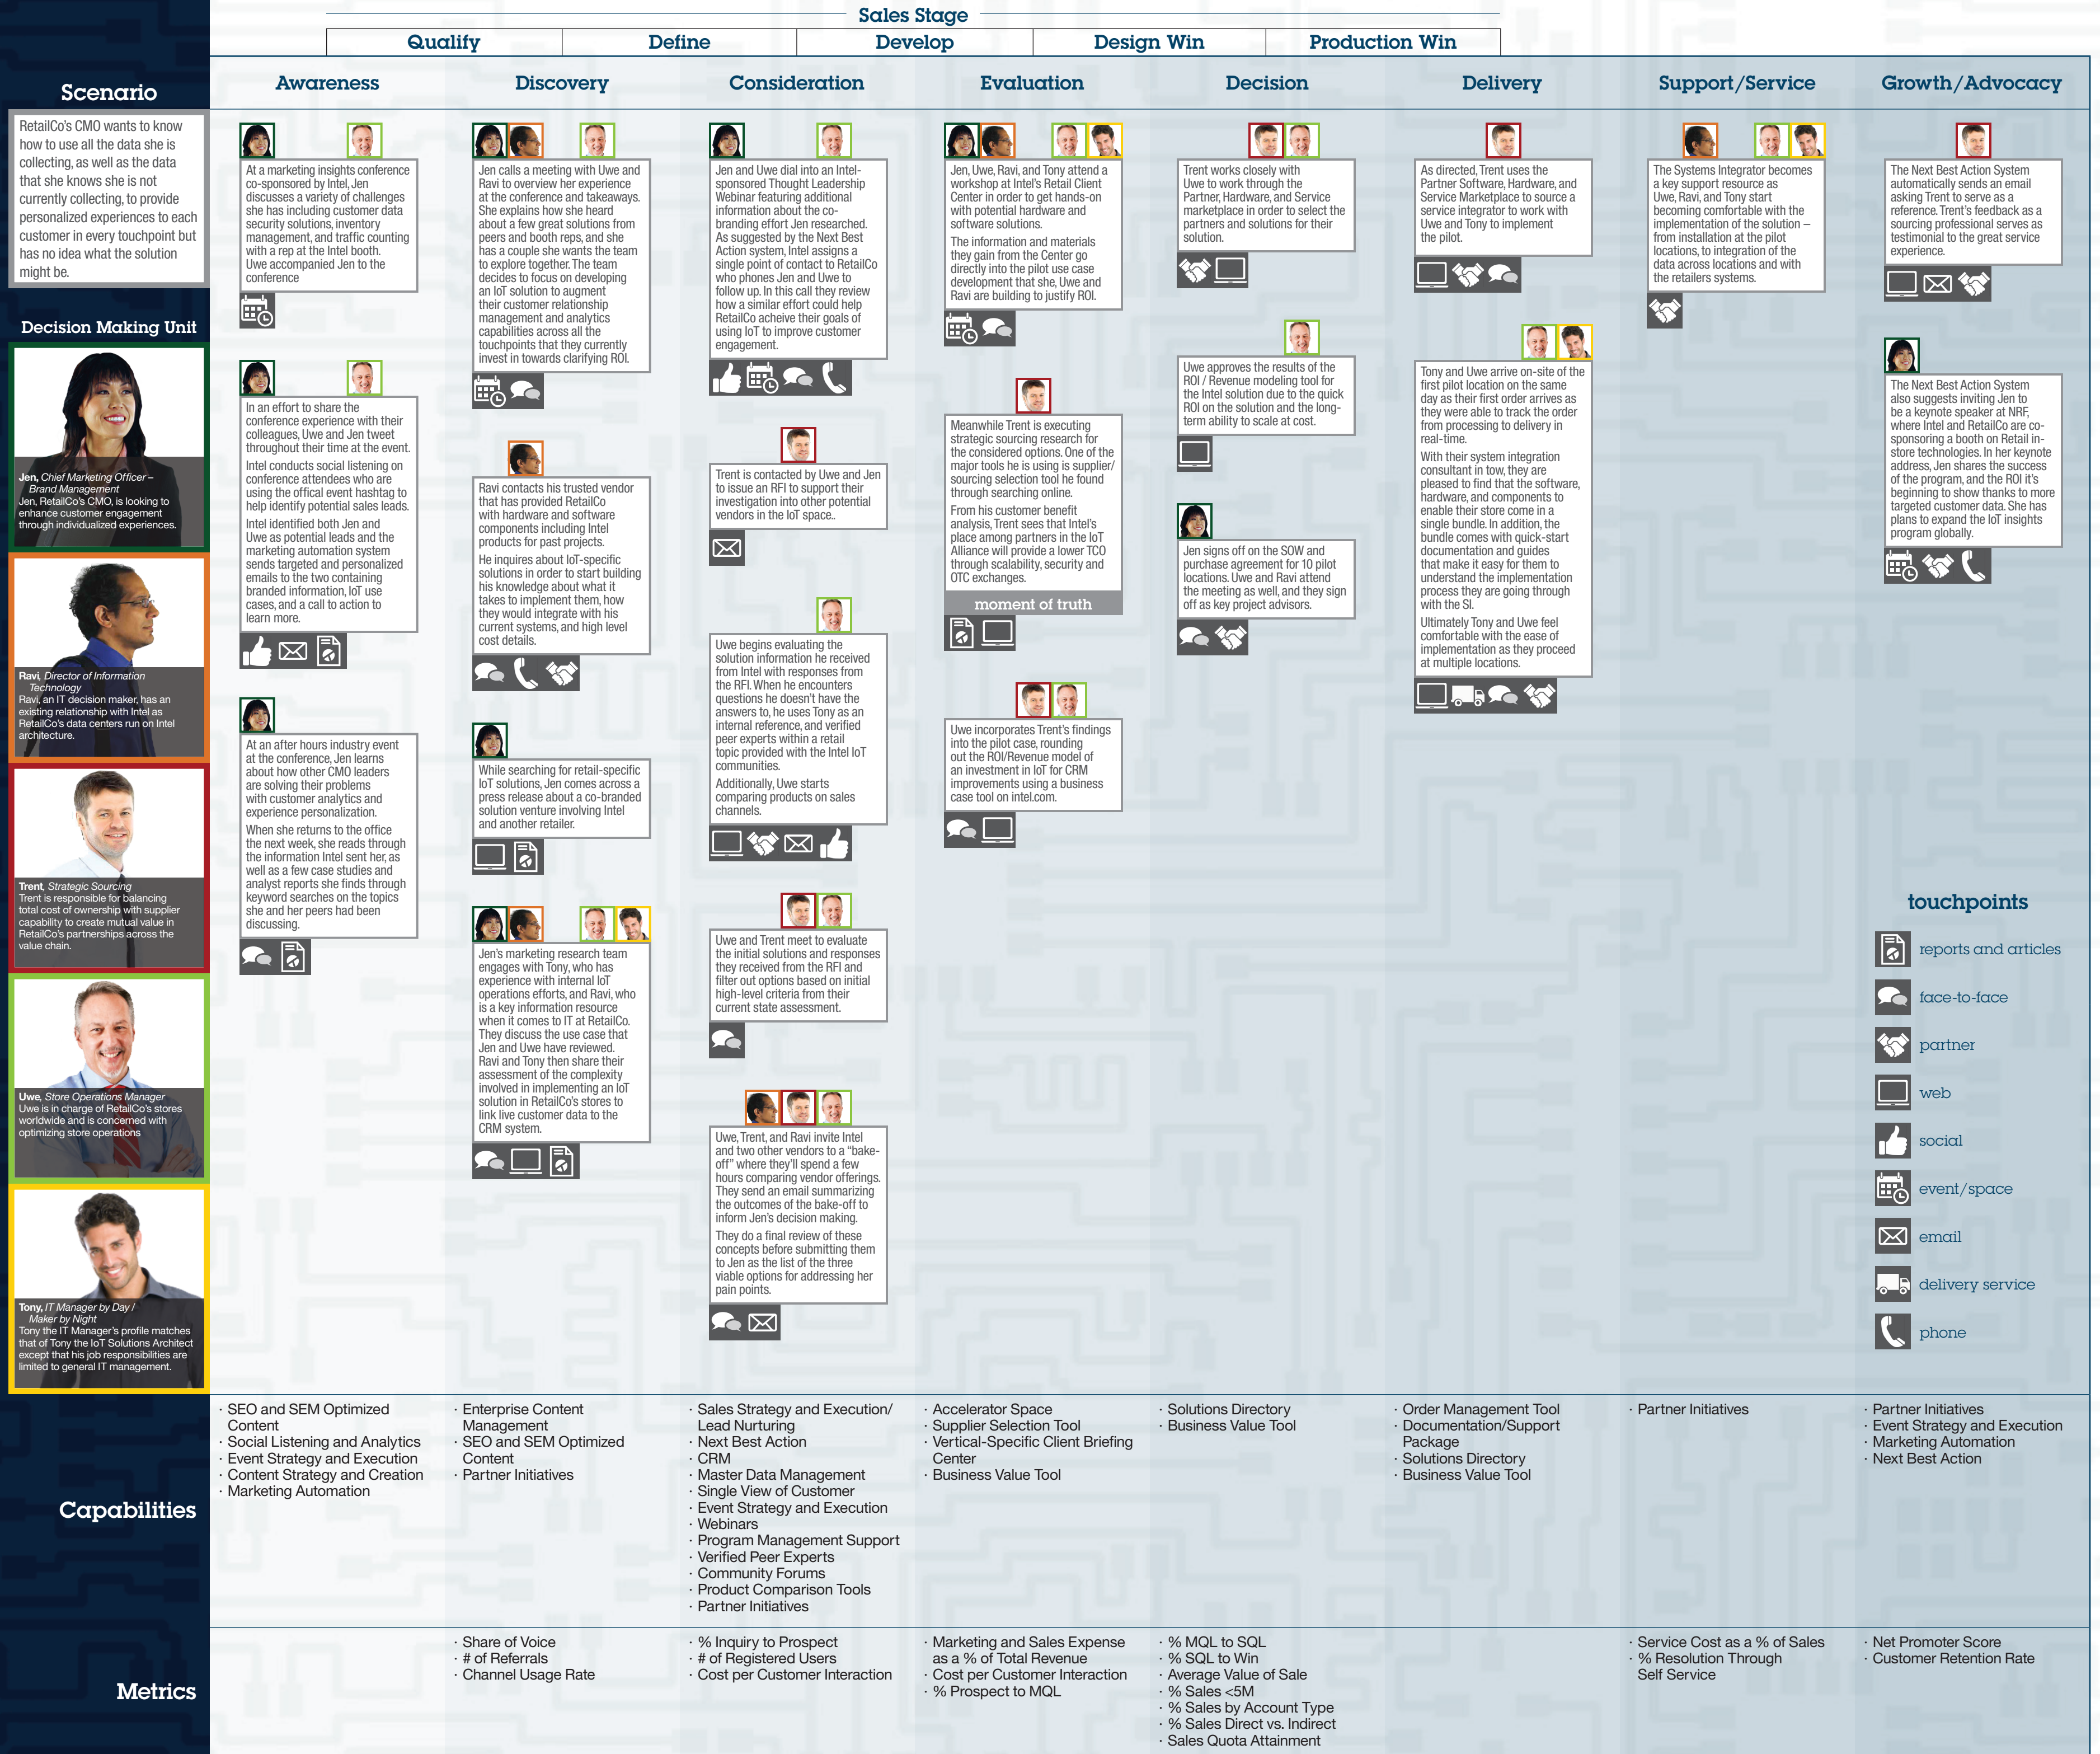 Sales Stage
Qualify
Define
Develop
Design Win
Production Win
Awareness
Discovery
Consideration
Evaluation
Decision
Delivery
Support/Service
Growth/Advocacy
Scenario
RetailCo's CMO wants to know
how to use all the data she is
collecting, as well as the data
that she knows she is not
currently collecting, to provide
personalized experiences to each
customer in every touchpoint but
has no idea what the solution
might be.
Decision Making Unit
Jen, Chief Marketing Officer –
Brand Management
Jen, RetailCo's CMO, is looking to
enhance customer engagement
through individualized experiences.
Ravi, Director of Information
Technology
Ravi, an IT decision maker, has an
existing relationship with Intel as
RetailCo's data centers run on Intel
architecture.
Trent, Strategic Sourcing
Trent is responsible for balancing
total cost of ownership with supplier
capability to create mutual value in
RetailCo's partnerships across the
value chain.
Uwe, Store Operations Manager
Uwe is in charge of RetailCo's stores
worldwide and is concerned with
optimizing store operations
Tony, IT Manager by Day /
Maker by Night
Tony the IT Manager's profile matches
that of Tony the IoT Solutions Architect
except that his job responsibilities are
limited to general IT management.
At a marketing insights conference
co-sponsored by Intel, Jen
discusses a variety of challenges
she has including customer data
security solutions, inventory
management, and traffic counting
with a rep at the Intel booth.
Uwe accompanied Jen to the
conference
In an effort to share the
conference experience with their
colleagues, Uwe and Jen tweet
throughout their time at the event.
Intel conducts social listening on
conference attendees who are
using the offical event hashtag to
help identify potential sales leads.
Intel identified both Jen and
Uwe as potential leads and the
marketing automation system
sends targeted and personalized
emails to the two containing
branded information, IoT use
cases, and a call to action to
learn more.
At an after hours industry event
at the conference, Jen learns
about how other CMO leaders
are solving their problems
with customer analytics and
experience personalization.
When she returns to the office
the next week, she reads through
the information Intel sent her, as
well as a few case studies and
analyst reports she finds through
keyword searches on the topics
she and her peers had been
discussing.
Jen calls a meeting with Uwe and
Ravi to overview her experience
at the conference and takeaways.
She explains how she heard
about a few great solutions from
peers and booth reps, and she
has a couple she wants the team
to explore together. The team
decides to focus on developing
an IoT solution to augment
their customer relationship
management and analytics
capabilities across all the
touchpoints that they currently
invest in towards clarifying ROI.
Ravi contacts his trusted vendor
that has provided RetailCo
with hardware and software
components including Intel
products for past projects.
He inquires about IoT-specific
solutions in order to start building
his knowledge about what it
takes to implement them, how
they would integrate with his
current systems, and high level
cost details.
While searching for retail-specific
IoT solutions, Jen comes across a
press release about a co-branded
solution venture involving Intel
and another retailer.
Jen's marketing research team
engages with Tony, who has
experience with internal IoT
operations efforts, and Ravi, who
is a key information resource
when it comes to IT at RetailCo.
They discuss the use case that
Jen and Uwe have reviewed.
Ravi and Tony then share their
assessment of the complexity
involved in implementing an IoT
solution in RetailCo's stores to
link live customer data to the
CRM system.
Jen and Uwe dial into an Intel-
sponsored Thought Leadership
Webinar featuring additional
information about the co-
branding effort Jen researched.
As suggested by the Next Best
Action system, Intel assigns a
single point of contact to RetailCo
who phones Jen and Uwe to
follow up. In this call they review
how a similar effort could help
RetailCo acheive their goals of
using IoT to improve customer
engagement.
Trent is contacted by Uwe and Jen
to issue an RFI to support their
investigation into other potential
vendors in the IoT space..
Uwe begins evaluating the
solution information he received
from Intel with responses from
the RFI. When he encounters
questions he doesn't have the
answers to, he uses Tony as an
internal reference, and verified
peer experts within a retail
topic provided with the Intel IoT
communities.
Additionally, Uwe starts
comparing products on sales
channels.
Uwe and Trent meet to evaluate
the initial solutions and responses
they received from the RFI and
filter out options based on initial
high-level criteria from their
current state assessment.
Uwe, Trent, and Ravi invite Intel
and two other vendors to a "bake-
off" where they'll spend a few
hours comparing vendor offerings.
They send an email summarizing
the outcomes of the bake-off to
inform Jen's decision making.
They do a final review of these
concepts before submitting them
to Jen as the list of the three
viable options for addressing her
pain points.
Jen, Uwe, Ravi, and Tony attend a
workshop at Intel's Retail Client
Center in order to get hands-on
with potential hardware and
software solutions.
The information and materials
they gain from the Center go
directly into the pilot use case
development that she, Uwe and
Ravi are building to justify ROI.
Meanwhile Trent is executing
strategic sourcing research for
the considered options. One of the
major tools he is using is supplier/
sourcing selection tool he found
through searching online.
From his customer benefit
analysis, Trent sees that Intel's
place among partners in the IoT
Alliance will provide a lower TCO
through scalability, security and
OTC exchanges.
moment of truth
Uwe incorporates Trent's findings
into the pilot case, rounding
out the ROI/Revenue model of
an investment in IoT for CRM
improvements using a business
case tool on intel.com.
Trent works closely with
Uwe to work through the
Partner, Hardware, and Service
marketplace in order to select the
partners and solutions for their
solution.
Uwe approves the results of the
ROI / Revenue modeling tool for
the Intel solution due to the quick
ROI on the solution and the long-
term ability to scale at cost.
Jen signs off on the SOW and
purchase agreement for 10 pilot
locations. Uwe and Ravi attend
the meeting as well, and they sign
off as key project advisors.
As directed, Trent uses the
Partner Software, Hardware, and
Service Marketplace to source a
service integrator to work with
Uwe and Tony to implement
the pilot.
Tony and Uwe arrive on-site of the
first pilot location on the same
day as their first order arrives as
they were able to track the order
from processing to delivery in
real-time.
With their system integration
consultant in tow, they are
pleased to find that the software,
hardware, and components to
enable their store come in a
single bundle. In addition, the
bundle comes with quick-start
documentation and guides
that make it easy for them to
understand the implementation
process they are going through
with the SI.
Ultimately Tony and Uwe feel
comfortable with the ease of
implementation as they proceed
at multiple locations.
The Systems Integrator becomes
a key support resource as
Uwe, Ravi, and Tony start
becoming comfortable with the
implementation of the solution –
from installation at the pilot
locations, to integration of the
data across locations and with
the retailers systems.
The Next Best Action System
automatically sends an email
asking Trent to serve as a
reference. Trent's feedback as a
sourcing professional serves as
testimonial to the great service
experience.
The Next Best Action System
also suggests inviting Jen to
be a keynote speaker at NRF,
where Intel and RetailCo are co-
sponsoring a booth on Retail in-
store technologies. In her keynote
address, Jen shares the success
of the program, and the ROI it's
beginning to show thanks to more
targeted customer data. She has
plans to expand the IoT insights
program globally.
touchpoints
reports and articles
face-to-face
partner
web
social
event/space
email
delivery service
phone
Capabilities
· SEO and SEM Optimized
Content
· Social Listening and Analytics
· Event Strategy and Execution
· Content Strategy and Creation
· Marketing Automation
· Enterprise Content
Management
· SEO and SEM Optimized
Content
· Partner Initiatives
· Sales Strategy and Execution/
Lead Nurturing
· Next Best Action
· CRM
· Master Data Management
· Single View of Customer
· Event Strategy and Execution
· Webinars
· Program Management Support
· Verified Peer Experts
· Community Forums
· Product Comparison Tools
· Partner Initiatives
· Accelerator Space
· Supplier Selection Tool
· Vertical-Specific Client Briefing
Center
· Business Value Tool
· Solutions Directory
· Business Value Tool
· Order Management Tool
· Documentation/Support
Package
· Solutions Directory
· Business Value Tool
· Partner Initiatives
· Partner Initiatives
· Event Strategy and Execution
· Marketing Automation
· Next Best Action
Metrics
· Share of Voice
· # of Referrals
· Channel Usage Rate
· % Inquiry to Prospect
· # of Registered Users
· Cost per Customer Interaction
· Marketing and Sales Expense
as a % of Total Revenue
· Cost per Customer Interaction
· % Prospect to MQL
· % MQL to SQL
· % SQL to Win
· Average Value of Sale
· % Sales <5M
· % Sales by Account Type
· % Sales Direct vs. Indirect
· Sales Quota Attainment
· Service Cost as a % of Sales
· % Resolution Through
Self Service
· Net Promoter Score
· Customer Retention Rate